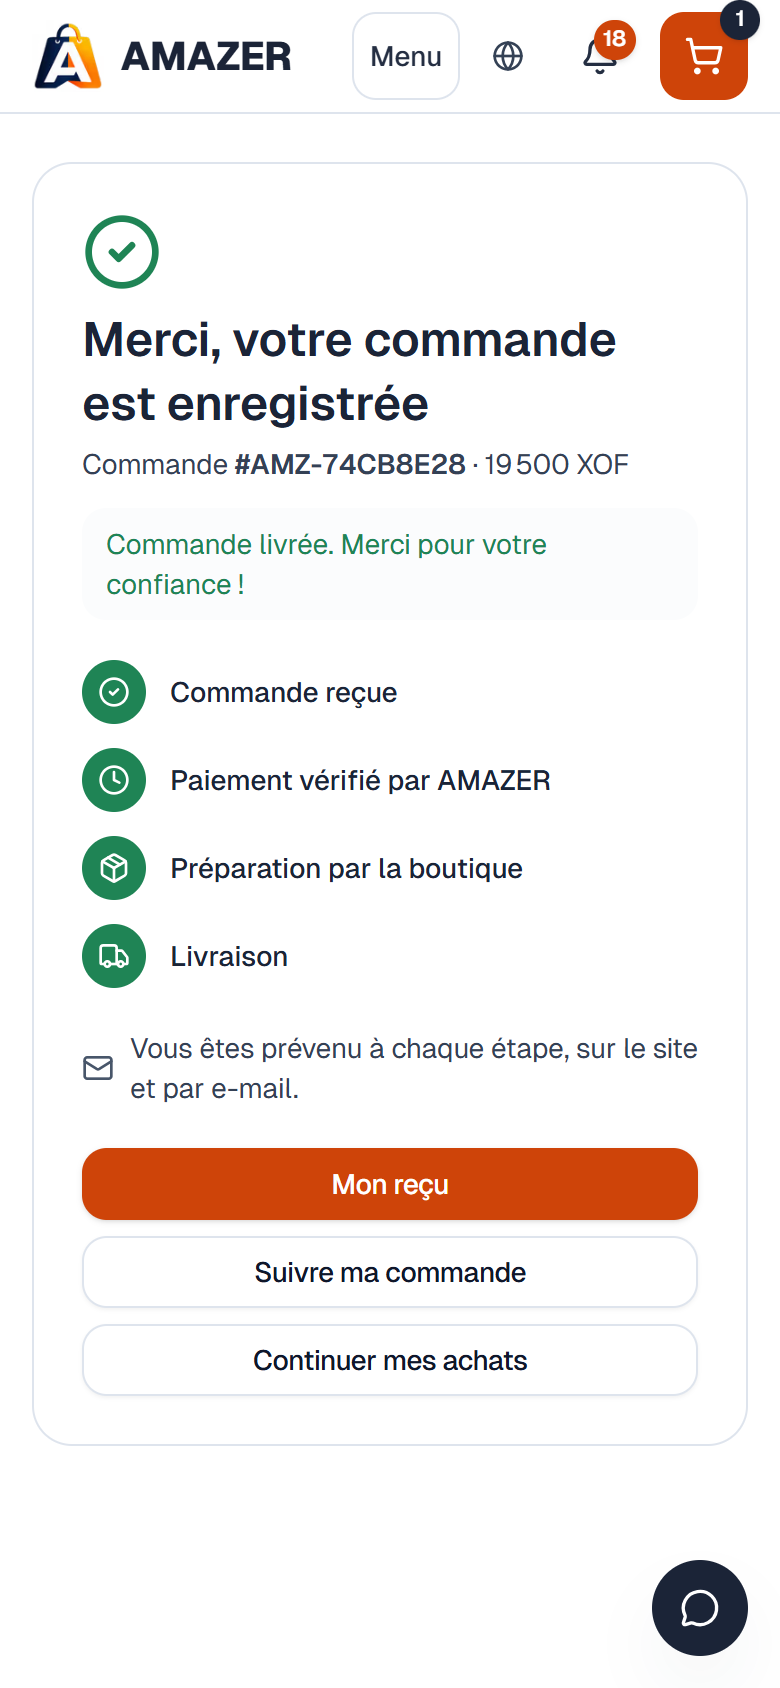 AMAZER
Menu
18
1
Merci, votre commande
est enregistrée
Commande #AMZ-74CB8E28 · 19 500 XOF
Commande livrée. Merci pour votre
confiance !
Commande reçue
Paiement vérifié par AMAZER
Préparation par la boutique
Livraison
Vous êtes prévenu à chaque étape, sur le site
et par e-mail.
Mon reçu
Suivre ma commande
Continuer mes achats